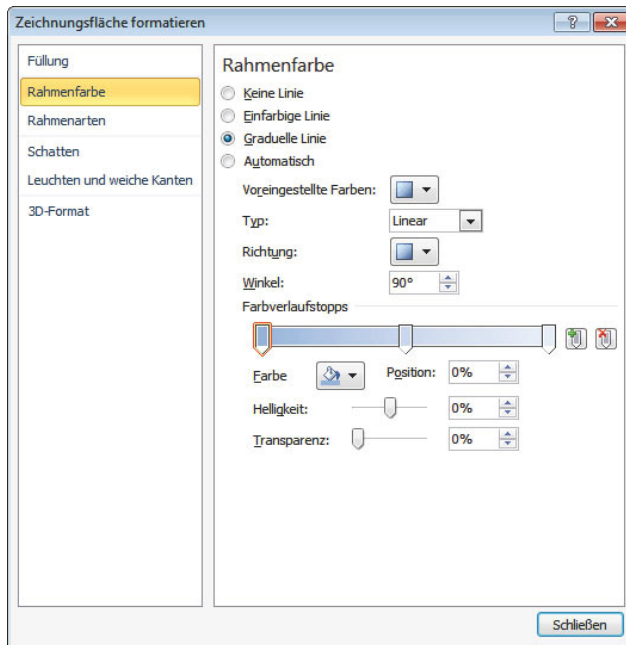 Zeichnungsfläche formatieren
Füllung
Rahmenfarbe
Rahmenarten
Schatten
Leuchten und weiche Kanten
3D-Format
Rahmenfarbe
Keine Linie
Einfarbige Linie
Graduelle Linie
Automatisch
Voreingestellte Farben:
Typ: Linear
Richtung:
Winkel: 90°
Farbverlaufstopps
Farbe Position: 0%
Helligkeit: 0%
Transparenz: 0%
Schließen